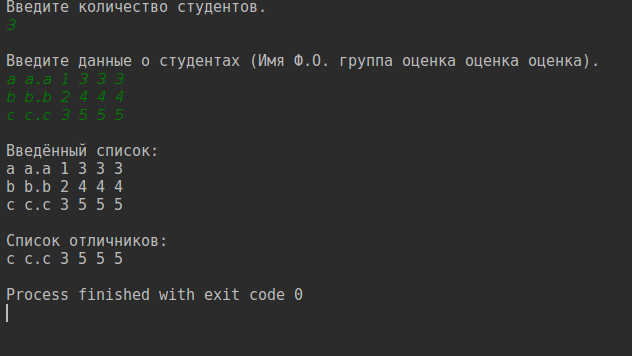 Введите количество студентов.
3
Введите данные о студентах (Имя Ф.О. группа оценка оценка оценка).
a a.a 1 3 3 3
b b.b 2 4 4 4
c c.c 3 5 5 5
Введённый список:
a a.a 1 3 3 3
b b.b 2 4 4 4
c c.c 3 5 5 5
Список отличников:
c c.c 3 5 5 5
Process finished with exit code 0